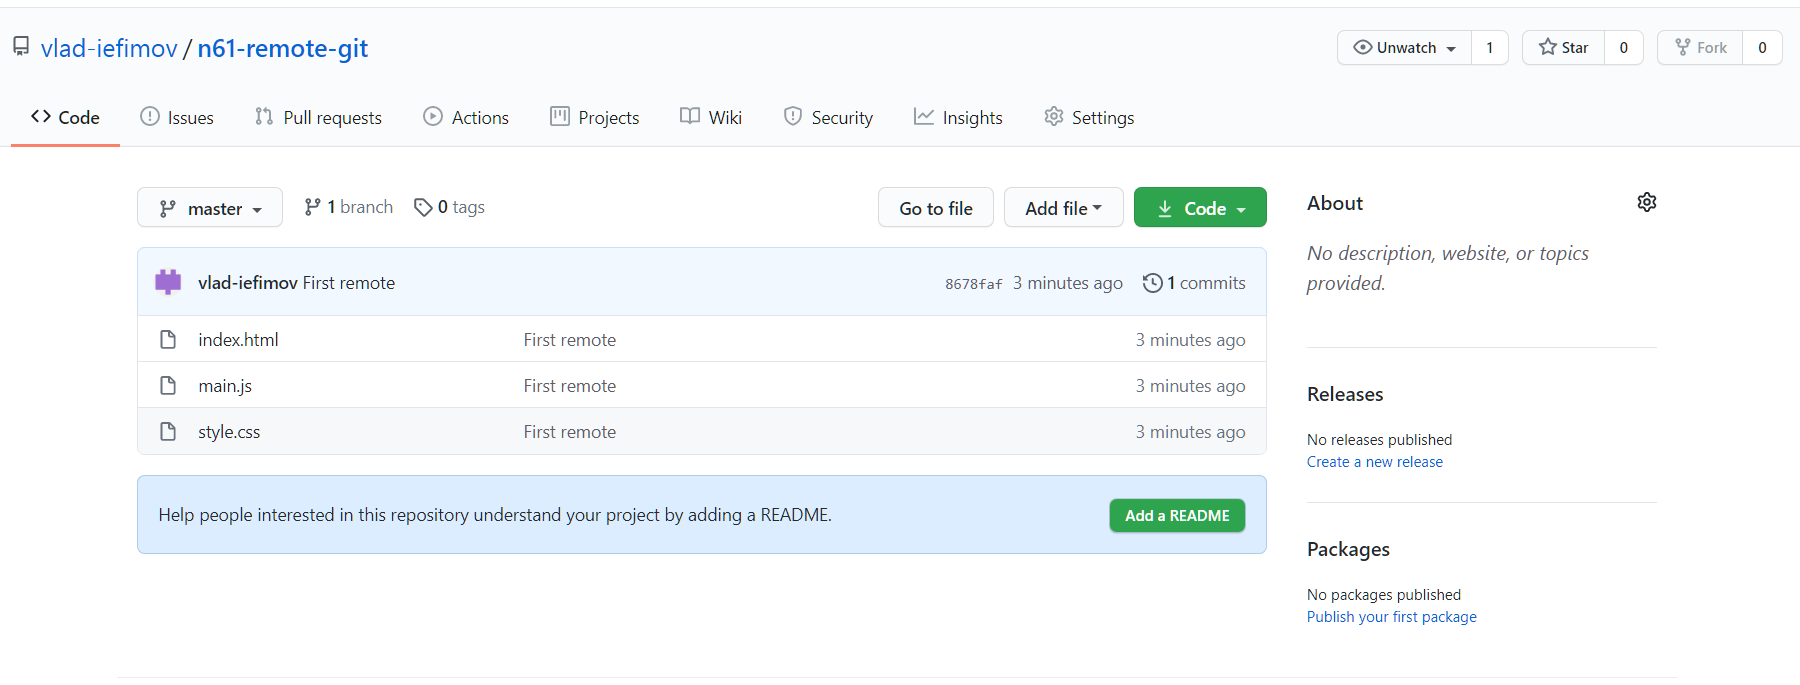 vlad-iefimov / n61-remote-git
Unwatch 1 Star 0 Fork 0
Code Issues Pull requests Actions Projects Wiki Security Insights Settings
master 1 branch 0 tags Go to file Add file Code
vlad-iefimov First remote 8678faf 3 minutes ago 1 commits
index.html First remote 3 minutes ago
main.js First remote 3 minutes ago
style.css First remote 3 minutes ago
Help people interested in this repository understand your project by adding a README. Add a README
About
No description, website, or topics
provided.
Releases
No releases published
Create a new release
Packages
No packages published
Publish your first package